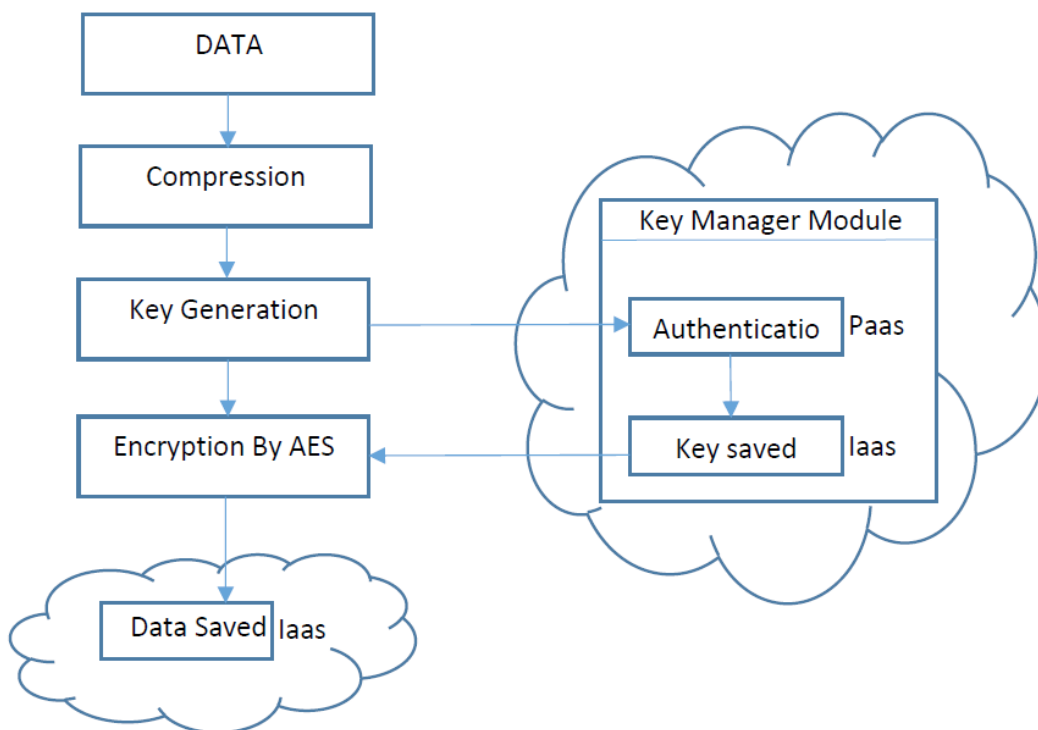 DATA
Compression
Key Generation
Encryption By AES
Data Saved
Iaas
Key Manager Module
Authenticatio
Paas
Key saved
Iaas